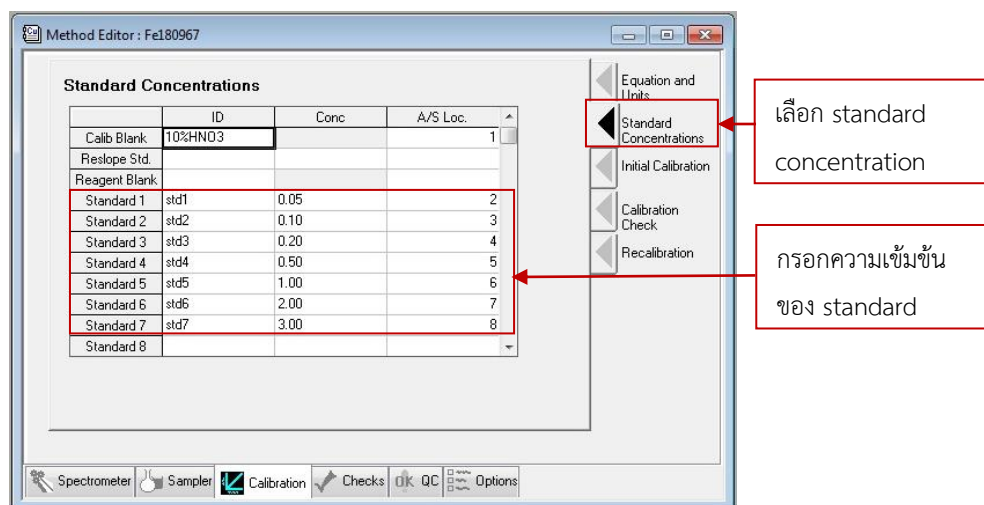 Method Editor : Fe180967
Standard Concentrations
ID Conc A/S Loc.
Calib Blank 10%HNO3 1
Reslope Std.
Reagent Blank
Standard 1 std1 0.05 2
Standard 2 std2 0.10 3
Standard 3 std3 0.20 4
Standard 4 std4 0.50 5
Standard 5 std5 1.00 6
Standard 6 std6 2.00 7
Standard 7 std7 3.00 8
Standard 8
Equation and
Units
Standard
Concentrations
Initial Calibration
Calibration
Check
Recalibration
เลือก standard
concentration
กรอกความเข้มข้น
ของ standard
Spectrometer Sampler Calibration Checks ok QC Options